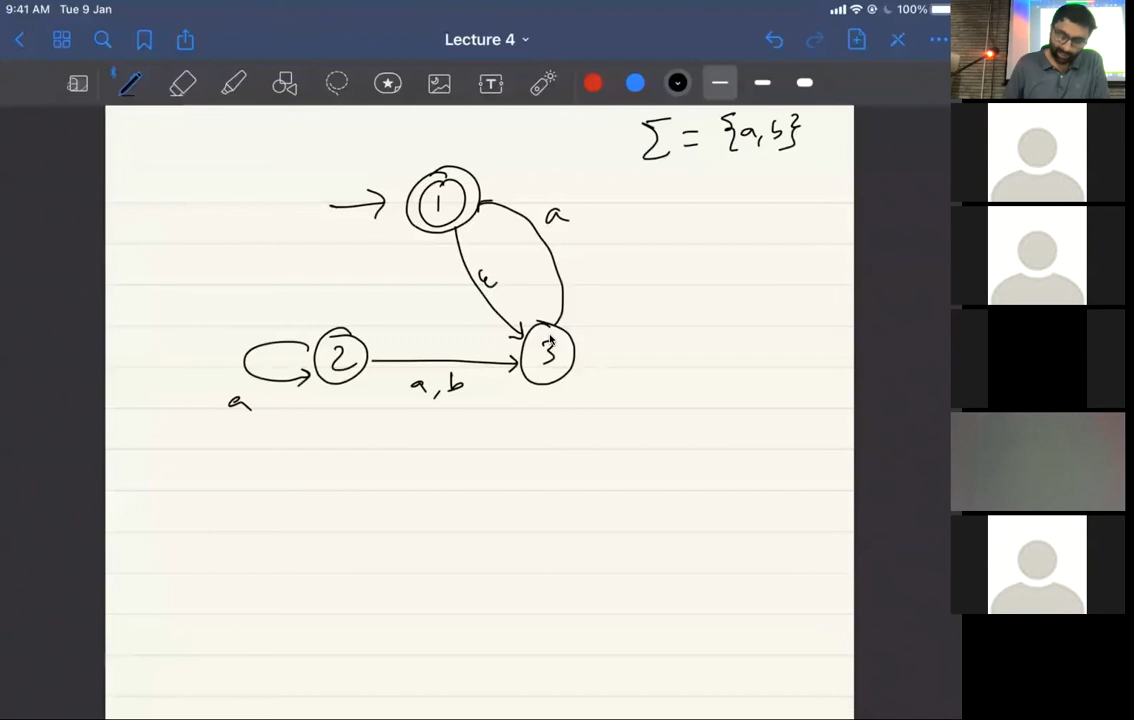 9:41 AM Tue 9 Jan
100%
Lecture 4
Σ = {a, b}
1
a
ε
2
3
a, b
a